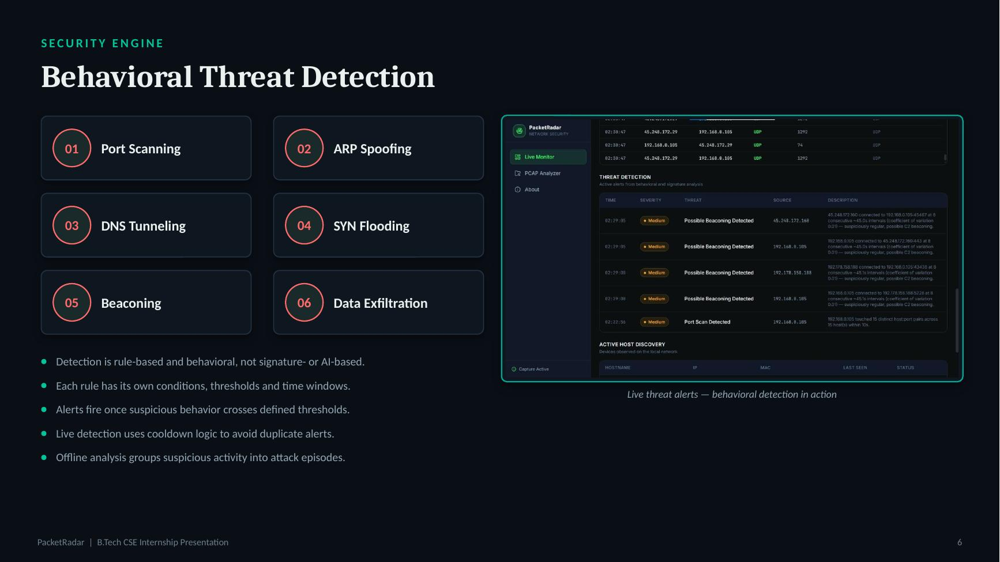 SECURITY ENGINE
Behavioral Threat Detection
01 Port Scanning
02 ARP Spoofing
03 DNS Tunneling
04 SYN Flooding
05 Beaconing
06 Data Exfiltration
Detection is rule-based and behavioral, not signature- or AI-based.
Each rule has its own conditions, thresholds and time windows.
Alerts fire once suspicious behavior crosses defined thresholds.
Live detection uses cooldown logic to avoid duplicate alerts.
Offline analysis groups suspicious activity into attack episodes.
PacketRadar
NETWORK SECURITY
Live Monitor
PCAP Analyzer
About
Capture Active
02:30:47 45.248.172.29 192.168.0.105 UDP 1292 UDP
02:30:47 192.168.0.105 45.248.172.29 UDP 74 UDP
02:30:47 45.248.172.29 192.168.0.105 UDP 1292 UDP
THREAT DETECTION
Active alerts from behavioral and signature analysis
TIME SEVERITY THREAT SOURCE DESCRIPTION
02:29:05 Medium Possible Beaconing Detected 45.248.172.160
45.248.172.160 connected to 192.168.0.105:45467 at 8
consecutive ~45.0s intervals (coefficient of variation
0.01) — suspiciously regular, possible C2 beaconing.
02:29:05 Medium Possible Beaconing Detected 192.168.0.105
192.168.0.105 connected to 45.248.172.160:443 at 8
consecutive ~45.0s intervals (coefficient of variation
0.01) — suspiciously regular, possible C2 beaconing.
02:29:00 Medium Possible Beaconing Detected 192.178.158.188
192.178.158.188 connected to 192.168.0.105:43438 at 8
consecutive ~45.1s intervals (coefficient of variation
0.01) — suspiciously regular, possible C2 beaconing.
02:29:00 Medium Possible Beaconing Detected 192.168.0.105
192.168.0.105 connected to 192.178.158.188:5228 at 8
consecutive ~45.1s intervals (coefficient of variation
0.01) — suspiciously regular, possible C2 beaconing.
02:22:56 Medium Port Scan Detected 192.168.0.105
192.168.0.105 touched 15 distinct host:port pairs across
15 host(s) within 10s.
ACTIVE HOST DISCOVERY
Devices observed on the local network
HOSTNAME IP MAC LAST SEEN STATUS
Live threat alerts — behavioral detection in action
PacketRadar | B.Tech CSE Internship Presentation
6